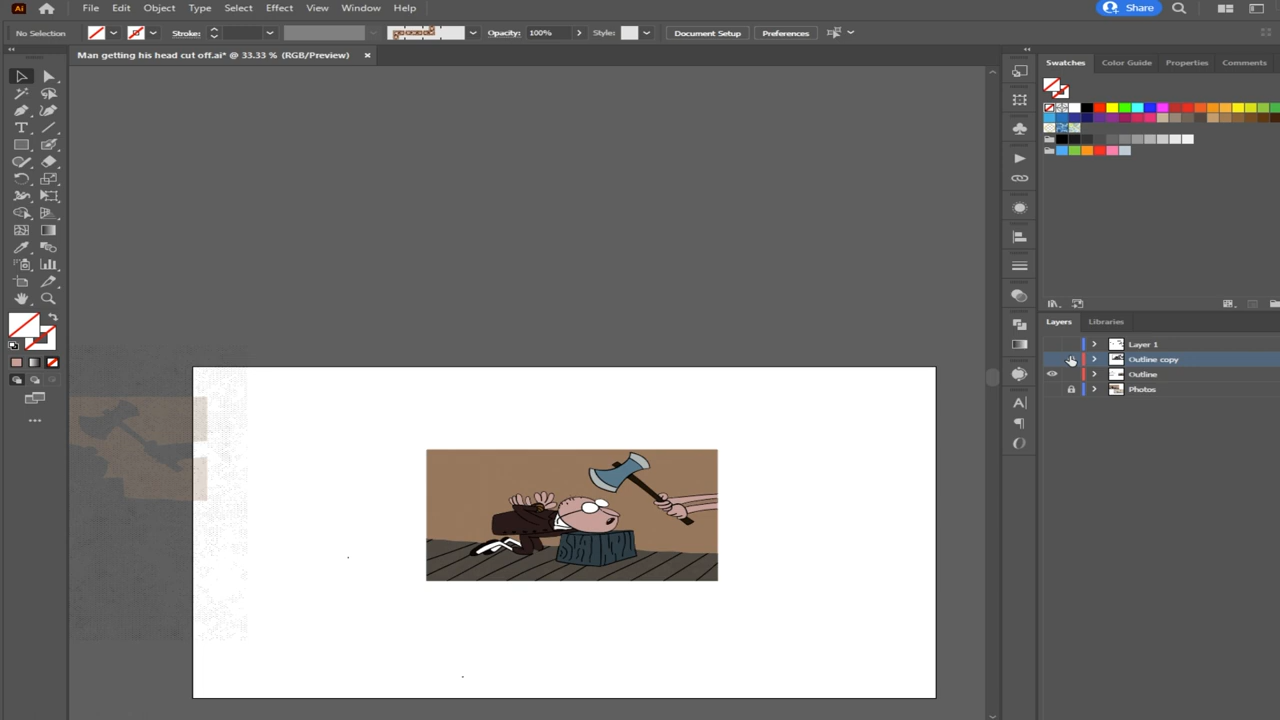 Ai File Edit Object Type Select Effect View Window Help Share
No Selection Stroke: Opacity: 100% Style: Document Setup Preferences
Man getting his head cut off.ai* @ 33.33 % (RGB/Preview)
Swatches Color Guide Properties Comments
Layers Libraries
Layer 1
Outline copy
Outline
Photos